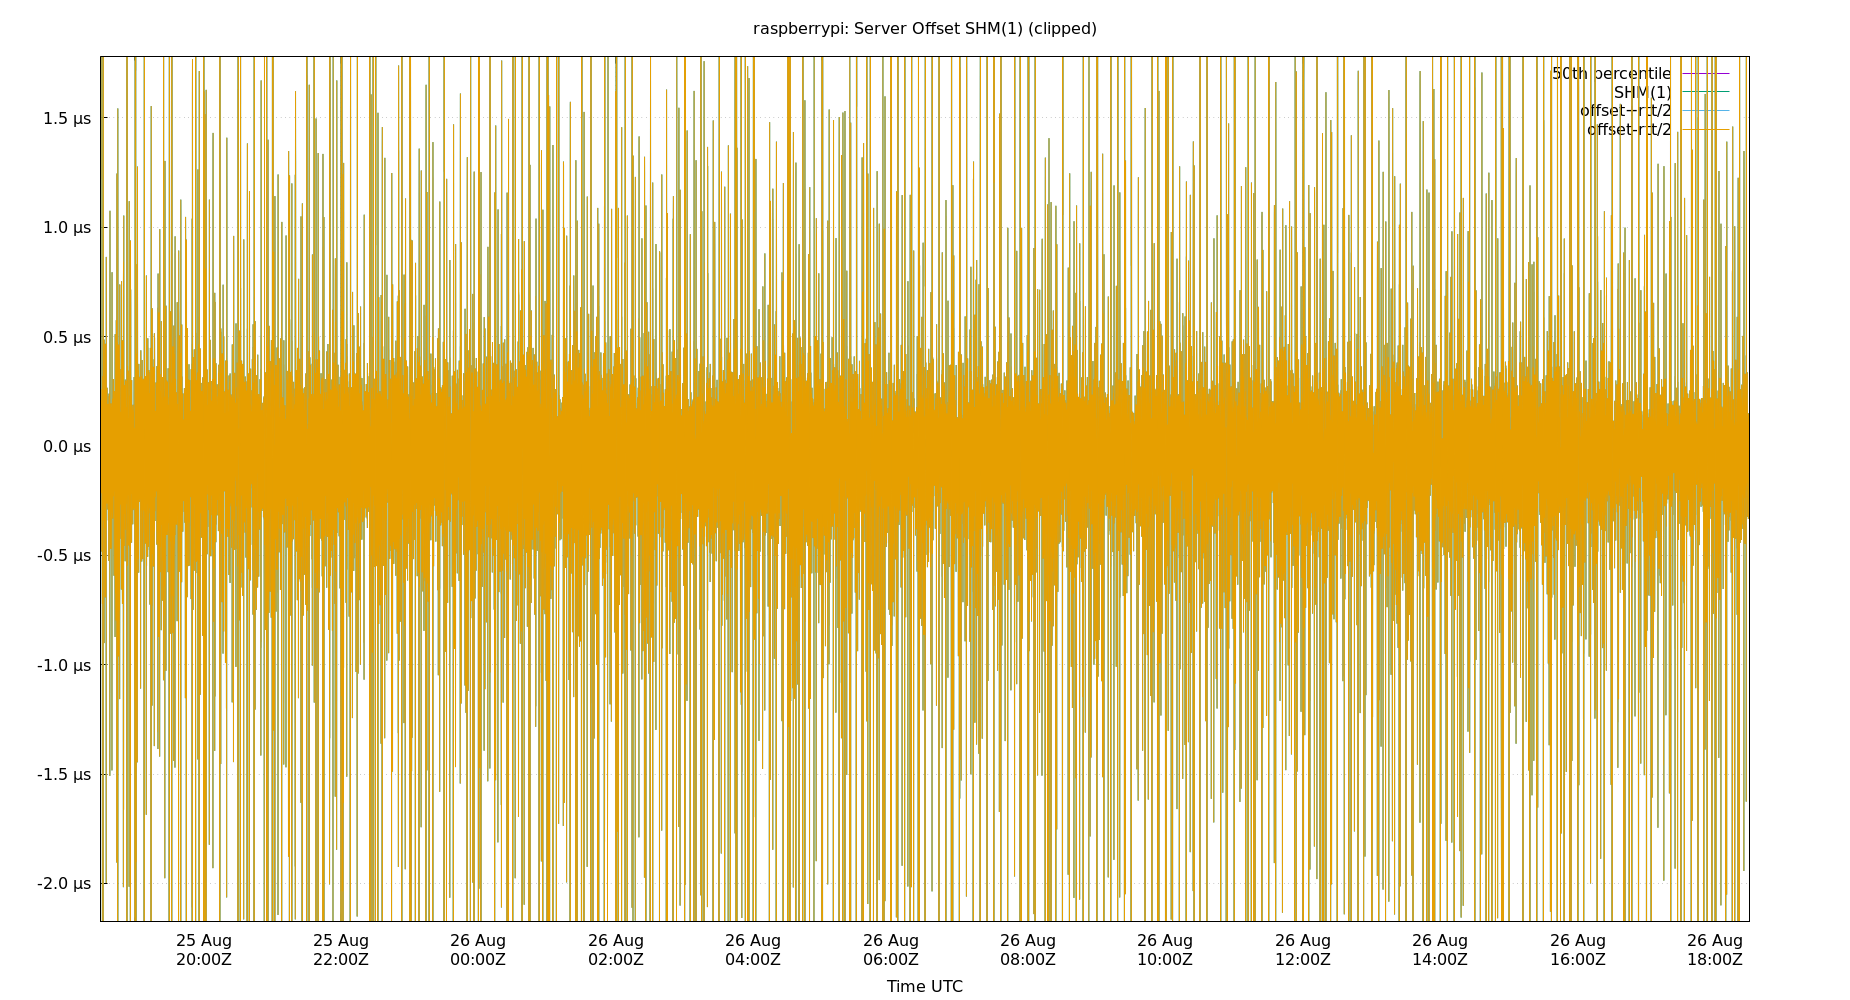 raspberrypi: Server Offset SHM(1) (clipped)
50th percentile
SHM(1)
offset+rtt/2
offset-rtt/2
1.5 µs
1.0 µs
0.5 µs
0.0 µs
-0.5 µs
-1.0 µs
-1.5 µs
-2.0 µs
25 Aug 25 Aug 26 Aug 26 Aug 26 Aug 26 Aug 26 Aug 26 Aug 26 Aug 26 Aug 26 Aug 26 Aug
20:00Z 22:00Z 00:00Z 02:00Z 04:00Z 06:00Z 08:00Z 10:00Z 12:00Z 14:00Z 16:00Z 18:00Z
Time UTC